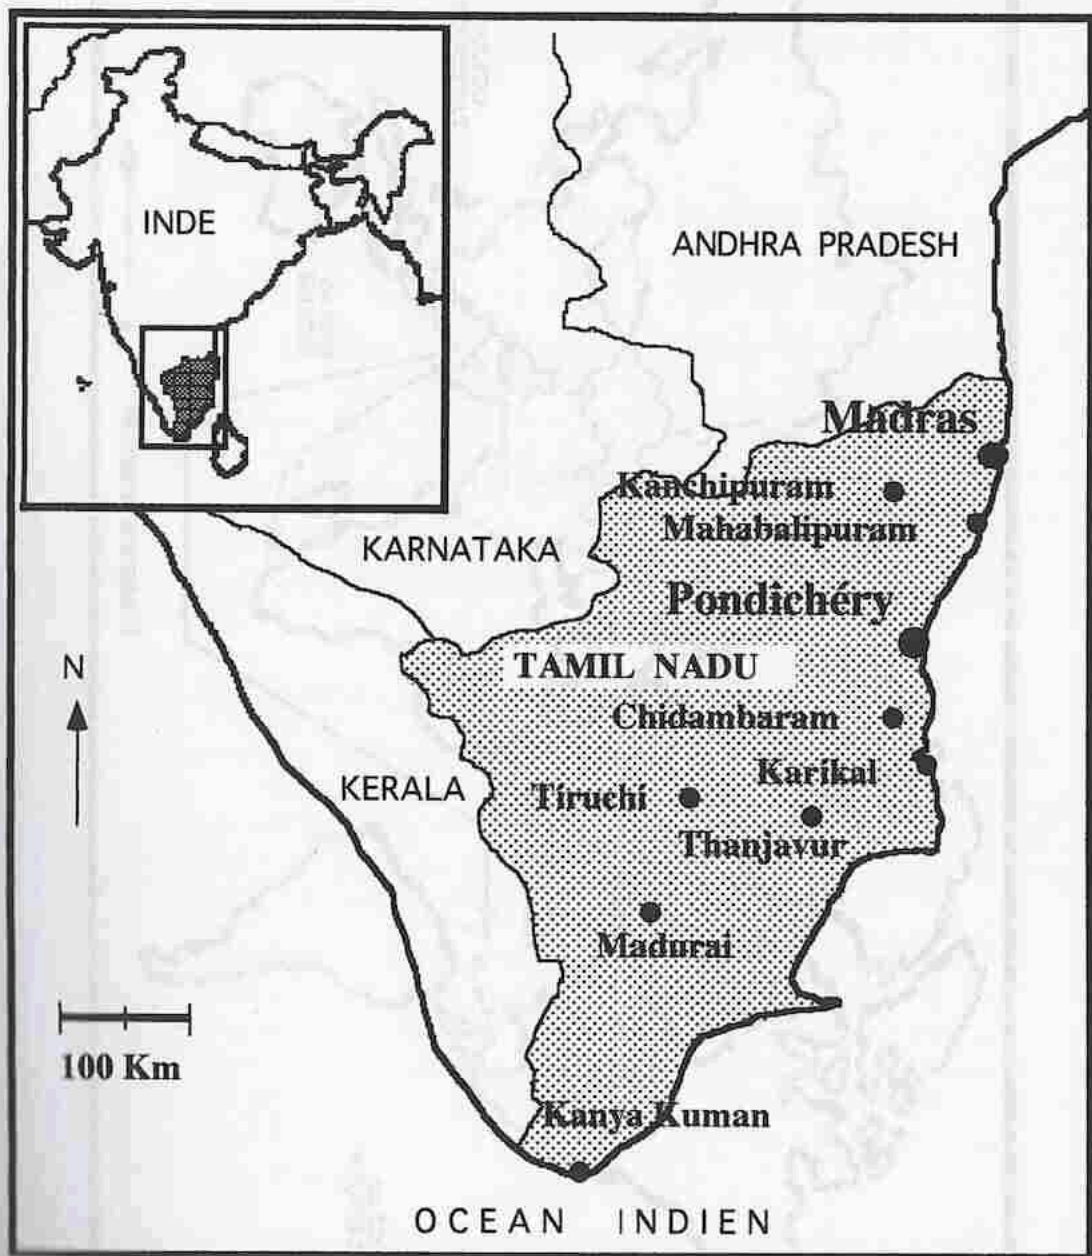 INDE
ANDHRA PRADESH
Madras
Kanchipuram
Mahabalipuram
KARNATAKA
Pondichéry
N
TAMIL NADU
Chidambaram
Karikal
KERALA
Tiruchi
Thanjavur
Madurai
100 Km
Kanya Kuman
OCEAN INDIEN